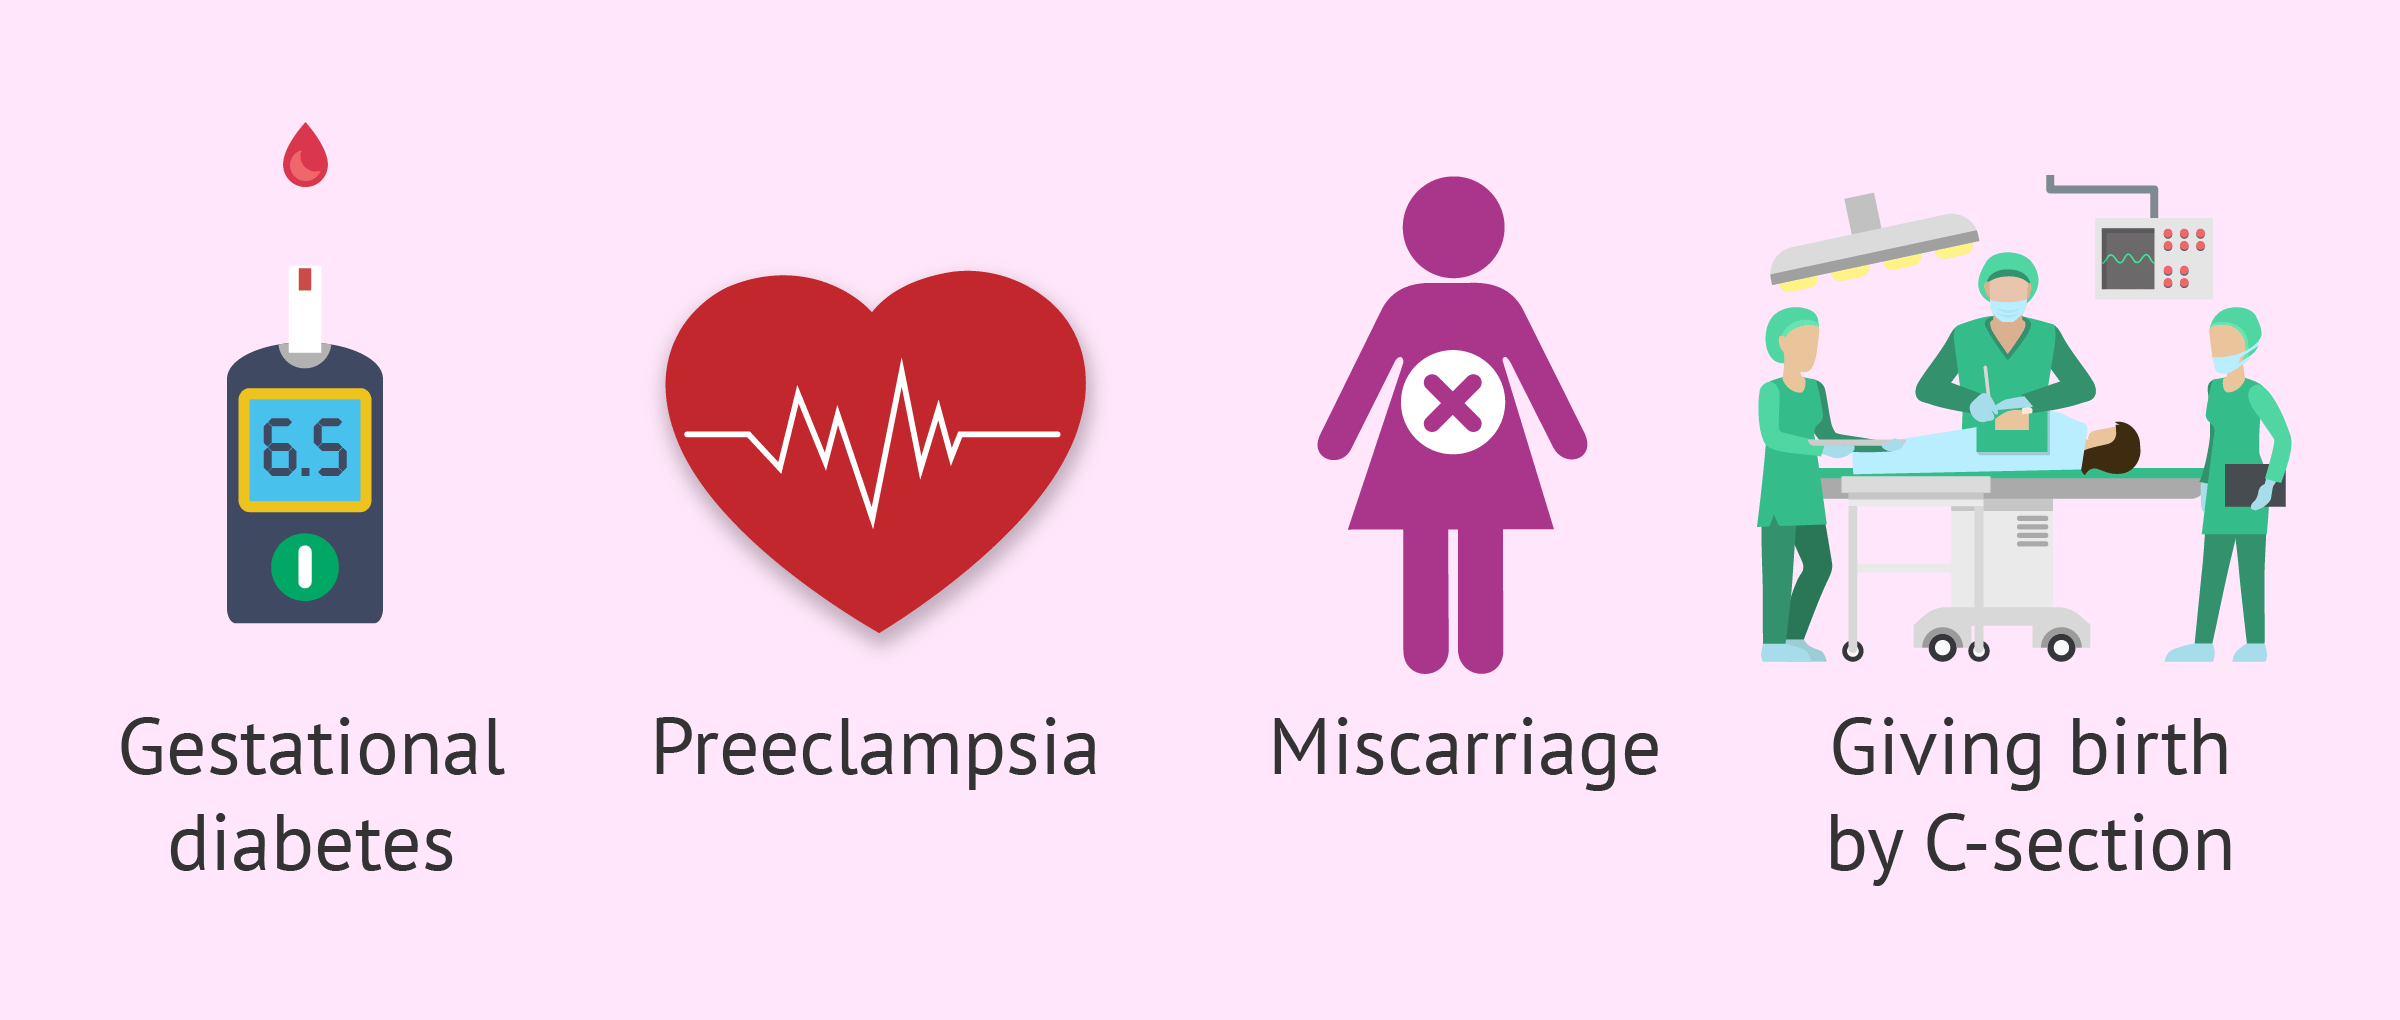 6.5
Gestational
diabetes
Preeclampsia
Miscarriage
Giving birth
by C-section